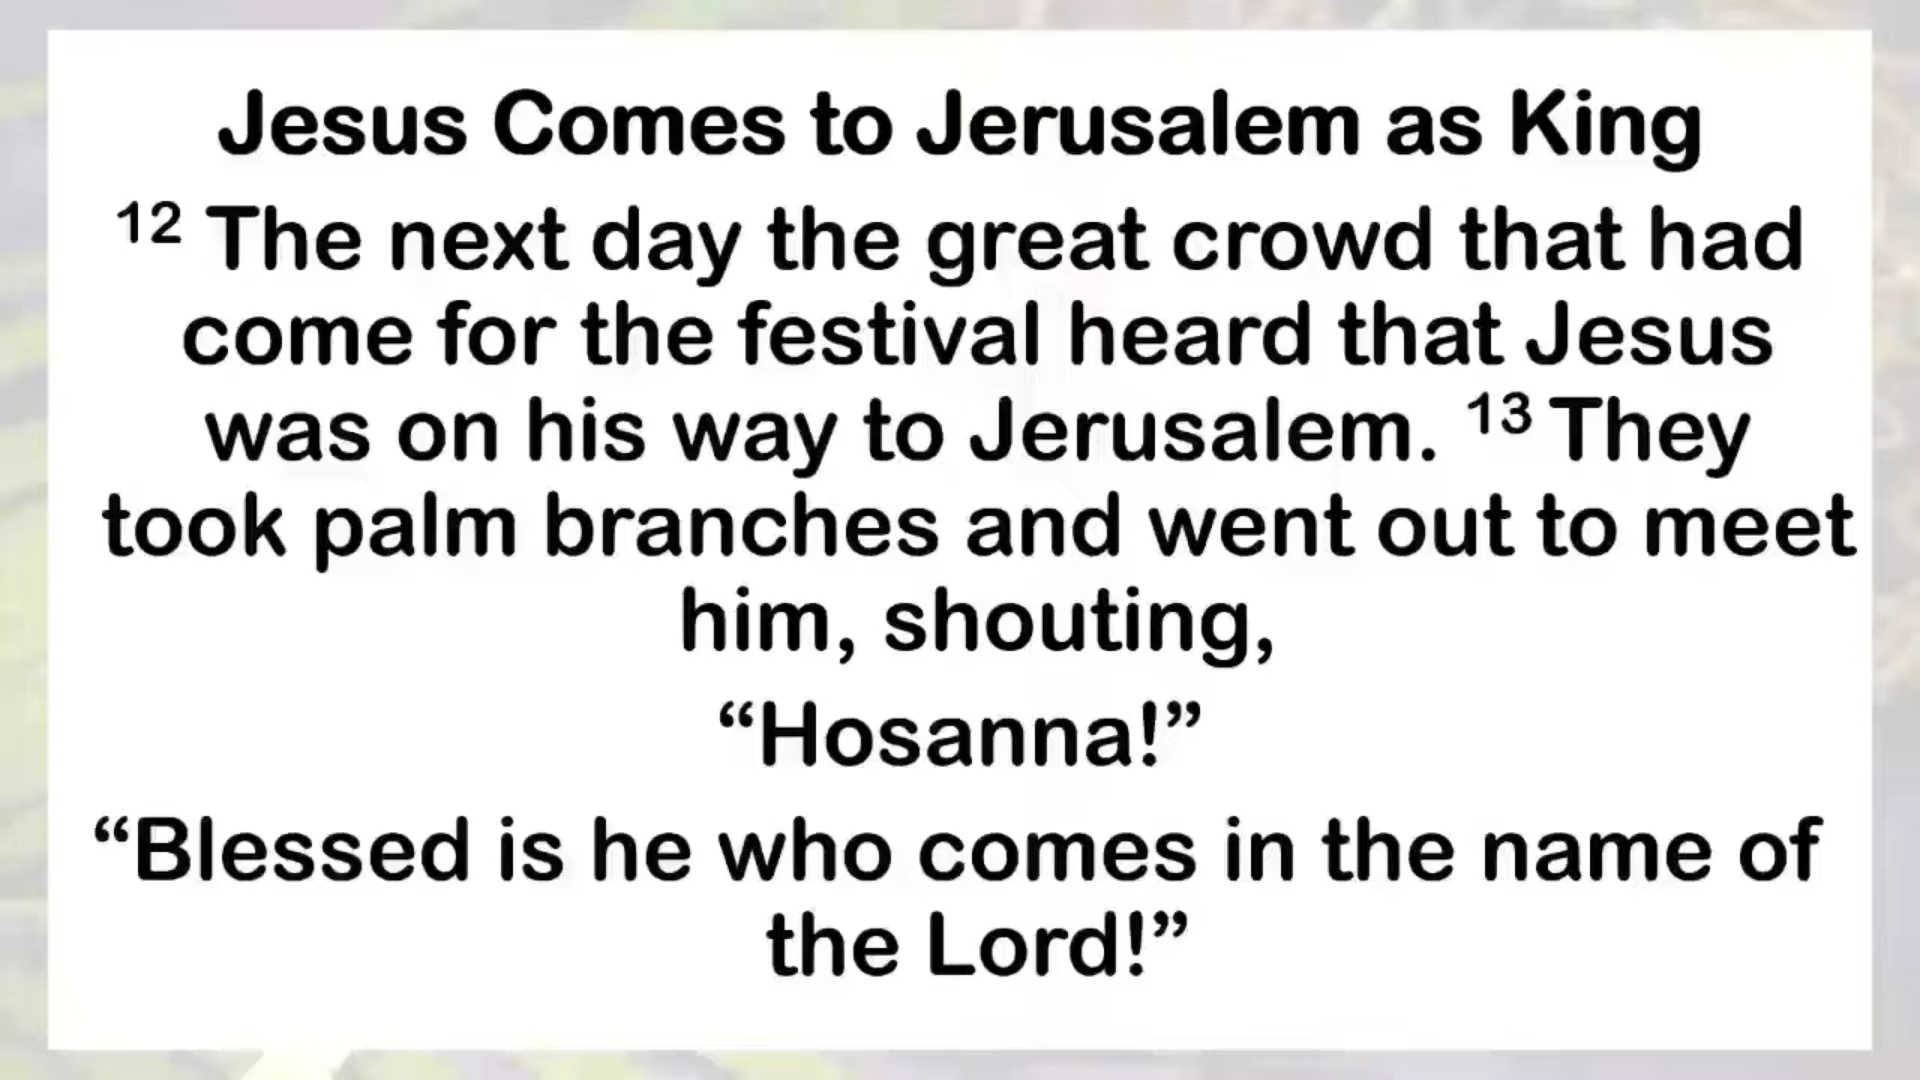 Jesus Comes to Jerusalem as King
12 The next day the great crowd that had
come for the festival heard that Jesus
was on his way to Jerusalem. 13 They
took palm branches and went out to meet
him, shouting,
“Hosanna!”
“Blessed is he who comes in the name of
the Lord!”